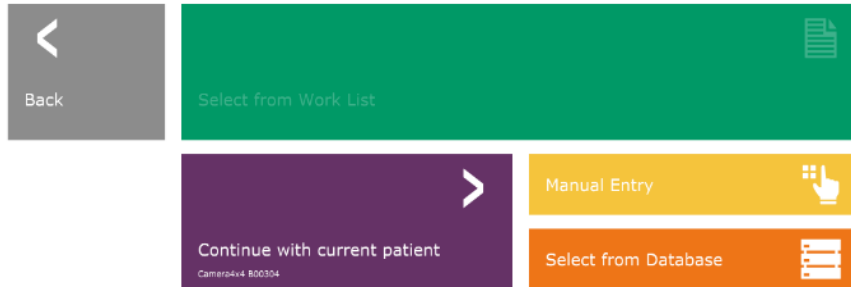 Back
Select from Work List
Continue with current patient
Camera4x4 B00304
Manual Entry
Select from Database